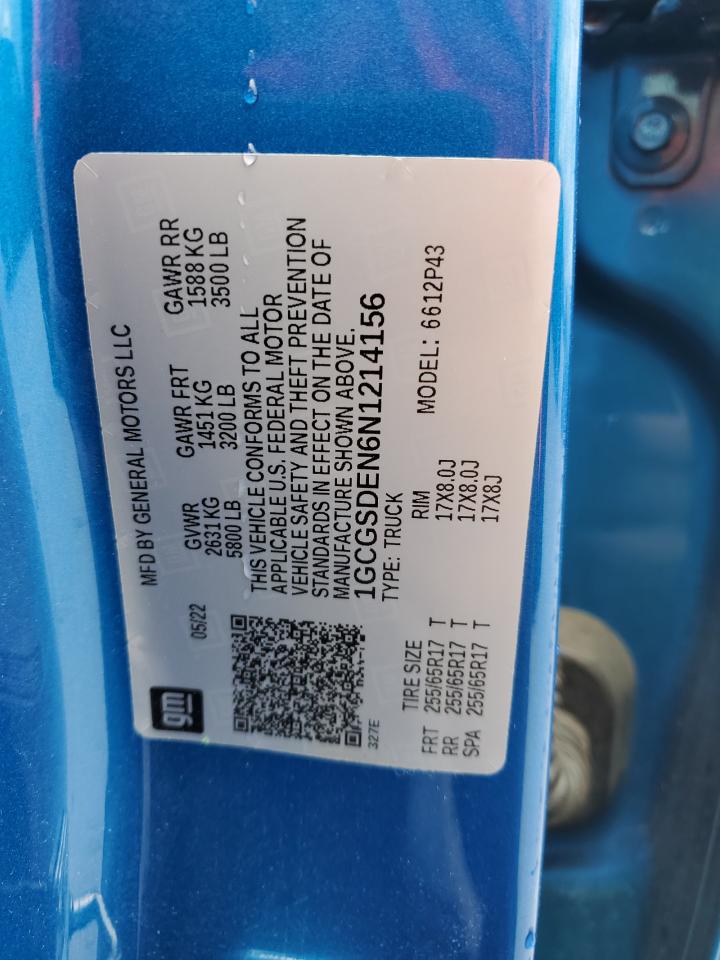 gm
05/22
MFD BY GENERAL MOTORS LLC
GVWR GAWR FRT GAWR RR
2631 KG 1451 KG 1588 KG
5800 LB 3200 LB 3500 LB
THIS VEHICLE CONFORMS TO ALL
APPLICABLE U.S. FEDERAL MOTOR
VEHICLE SAFETY AND THEFT PREVENTION
STANDARDS IN EFFECT ON THE DATE OF
MANUFACTURE SHOWN ABOVE.
1GCGSDEN6N1214156
327E
TYPE: TRUCK
MODEL: 6612P43
TIRE SIZE RIM
FRT 255/65R17 T 17X8.0J
RR 255/65R17 T 17X8.0J
SPA 255/65R17 T 17X8J